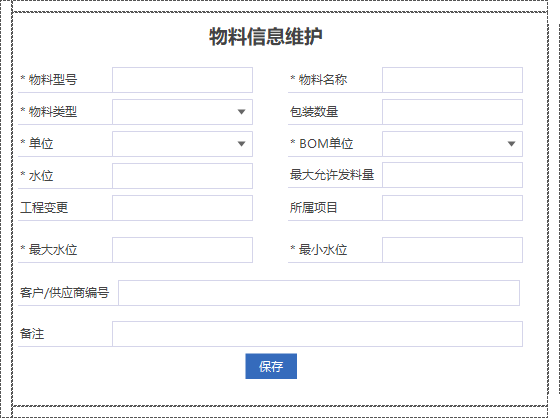 物料信息维护
* 物料型号 * 物料名称
* 物料类型 包装数量
* 单位 * BOM单位
* 水位 最大允许发料量
工程变更 所属项目
* 最大水位 * 最小水位
客户/供应商编号
备注
保存